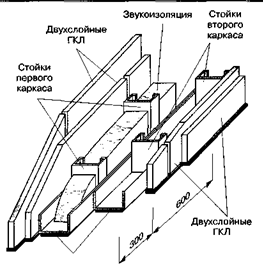 Звукоизоляция
Стойки
второго
каркаса
Двухслойные
ГКЛ
Стойки
первого
каркаса
600
300
Двухслойные
ГКЛ